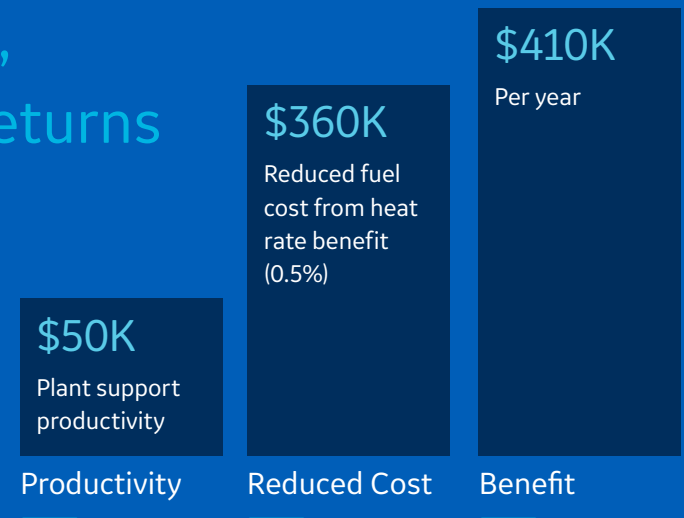 eturns
$50K
Plant support
productivity
Productivity
$360K
Reduced fuel
cost from heat
rate benefit
(0.5%)
Reduced Cost
$410K
Per year
Benefit